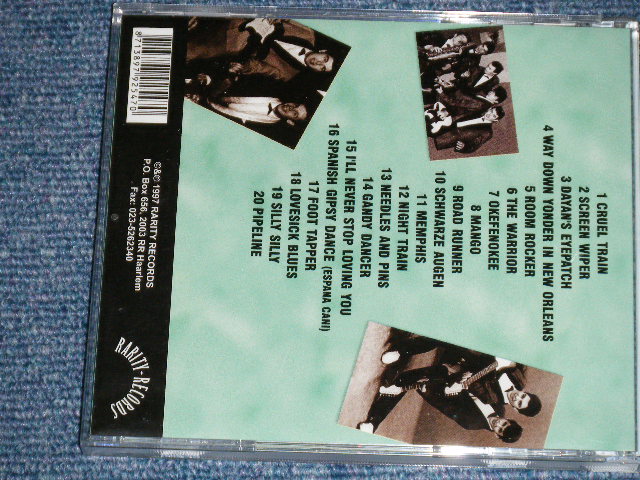 1 CRUEL TRAIN
2 SCREEN WIPER
3 DAYAN'S EYEPATCH
4 WAY DOWN YONDER IN NEW ORLEANS
5 ROOM ROCKER
6 THE WARRIOR
7 OKEFENOKEE
8 MANGO
9 ROAD RUNNER
10 SCHWARZE AUGEN
11 MEMPHIS
12 NIGHT TRAIN
13 NEEDLES AND PINS
14 GANDY DANCER
15 I'LL NEVER STOP LOVING YOU
16 SPANISH GIPSY DANCE (ESPANA CANI)
17 FOOT TAPPER
18 LOVESICK BLUES
19 SILLY SILLY
20 PIPELINE
8713897925470
©&℗ 1997 RARITY RECORDS
P.O. Box 656, 2003 RR Haarlem
Fax: 023-5262340
RARITY-RECORDS